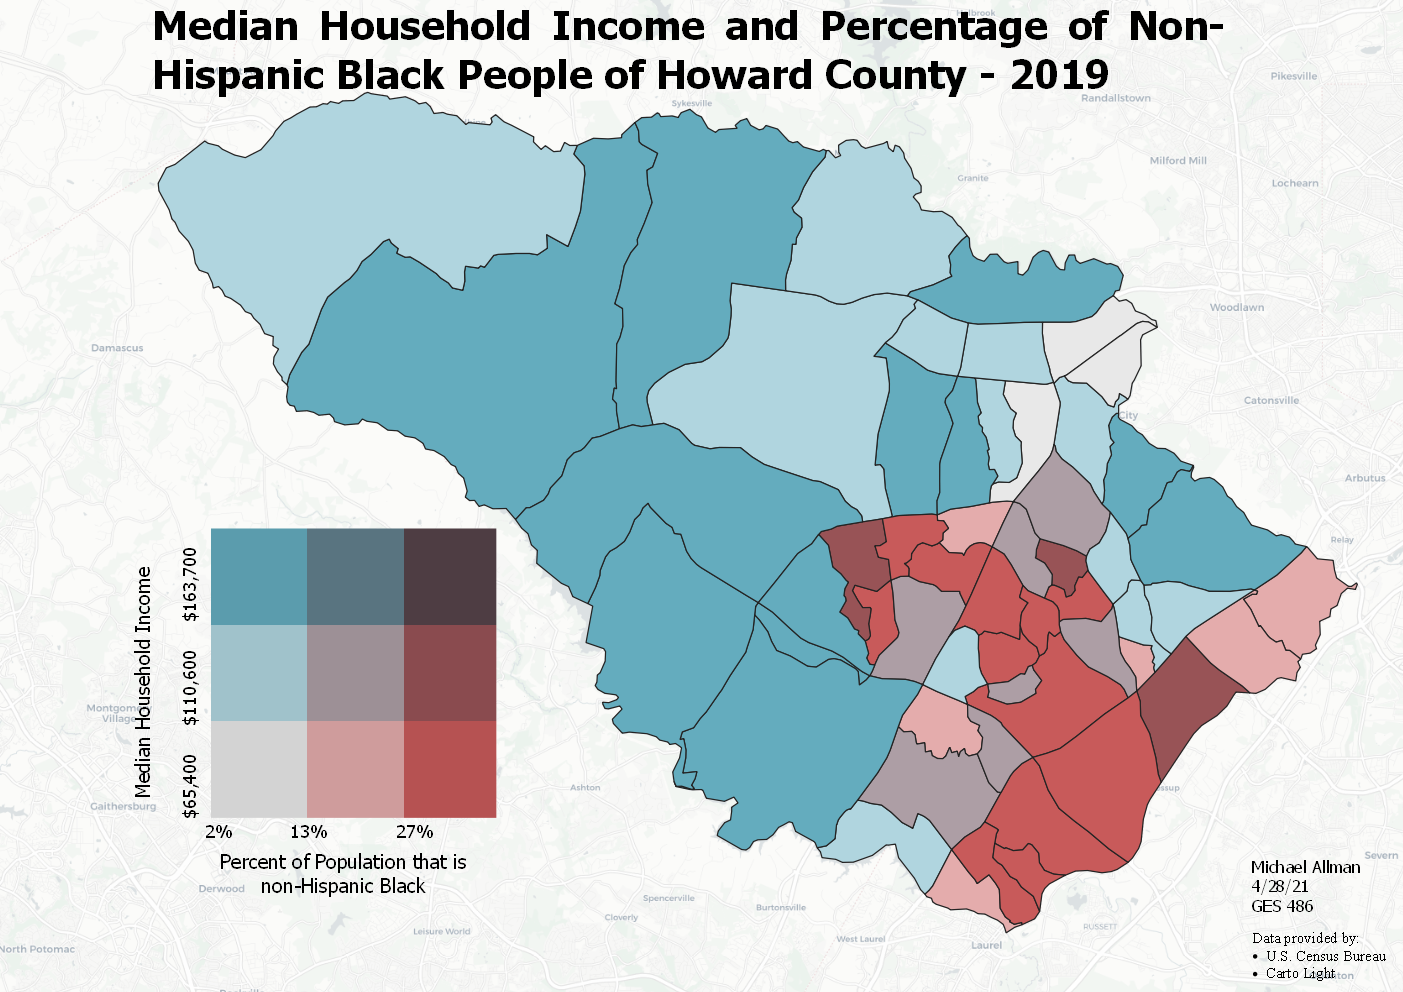 Median Household Income and Percentage of Non-
Hispanic Black People of Howard County - 2019
Sykesville
Pikesville
Randallstown
Milford Mill
Granite
Lochearn
Woodlawn
Damascus
Catonsville
City
Arbutus
Relay
Median Household Income
$163,700
$110,600
$65,400
2% 13% 27%
Percent of Population that is
non-Hispanic Black
Montgomery
Village
Gaithersburg
Ashton
Derwood
Spencerville
Burtonsville
Cloverly
Leisure World
West Laurel
Laurel
RUSSETT
Severn
North Potomac
Michael Allman
4/28/21
GES 486
Data provided by:
• U.S. Census Bureau
• Carto Light